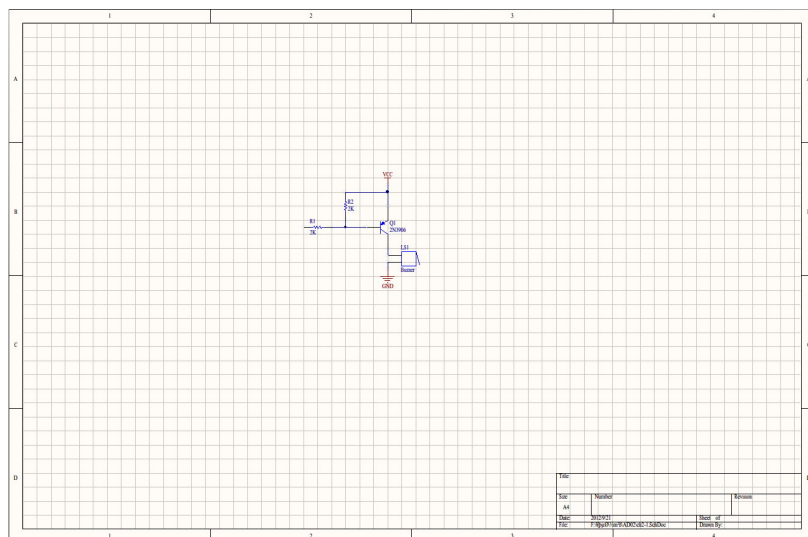 1 2 3 4
A
VCC
R2
2K
B
R1
2K
Q1
2N3906
LS1
Buzzer
GND
C
D
Title
Size Number Revision
A4
Date: 2012/9/21 Sheet of
File: Drawn By:
1 2 3 4